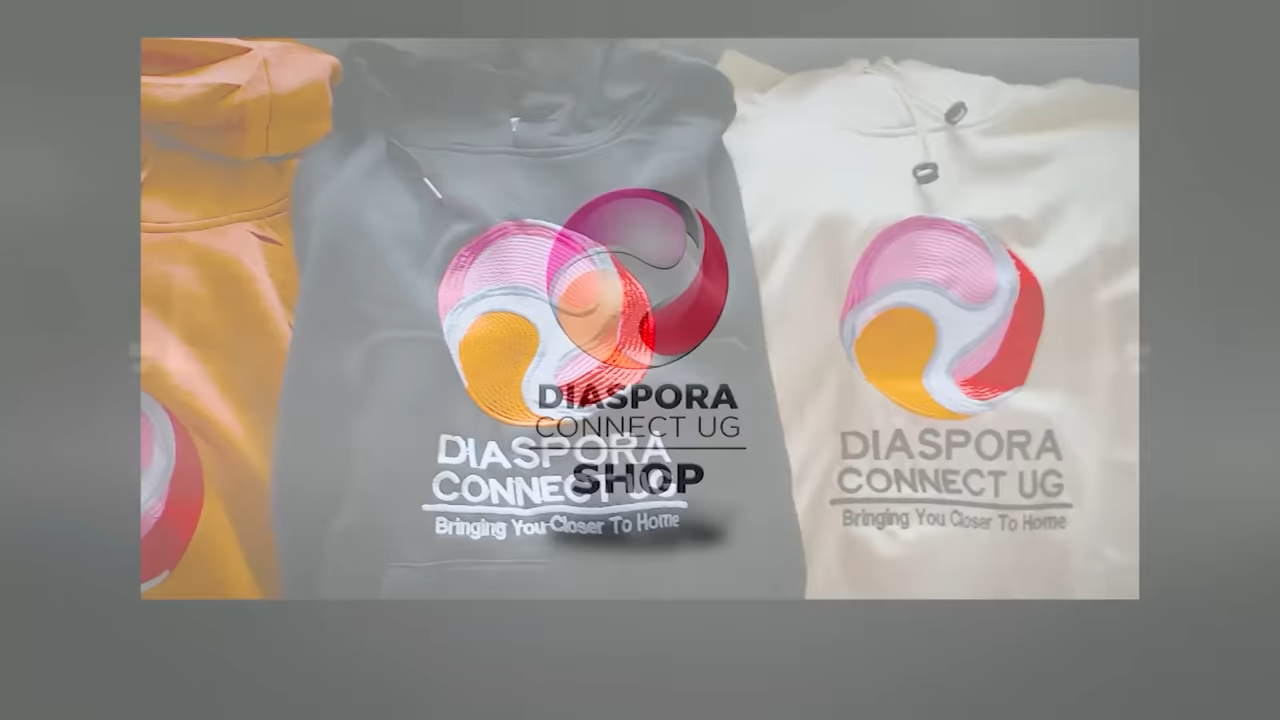 DIASPORA
CONNECT UG
SHOP
DIASPORA
CONNECT UG
Bringing You Closer To Home
DIASPORA
CONNECT UG
Bringing You Closer To Home